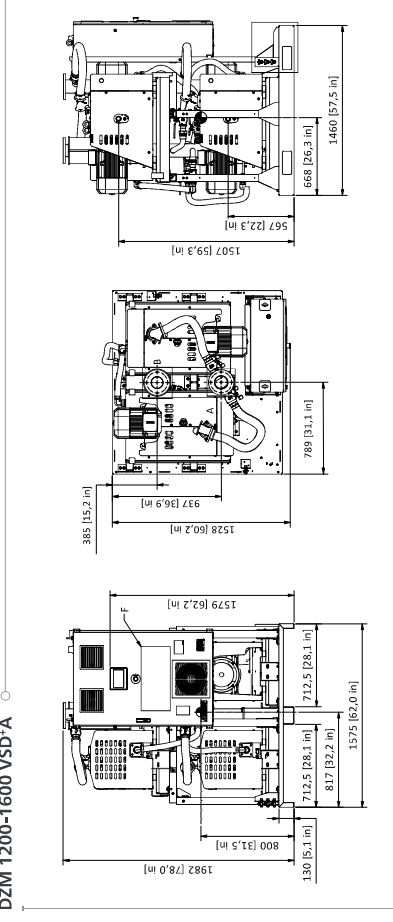 DZM 1200-1600 VSD+A
1982 [78,0 in]
800 [31,5 in]
130 [5,1 in]
712,5 [28,1 in]
817 [32,2 in]
712,5 [28,1 in]
1575 [62,0 in]
1579 [62,2 in]
F
385 [15,2 in]
937 [36,9 in]
1528 [60,2 in]
789 [31,1 in]
A
B
1507 [59,3 in]
567 [22,3 in]
668 [26,3 in]
1460 [57,5 in]